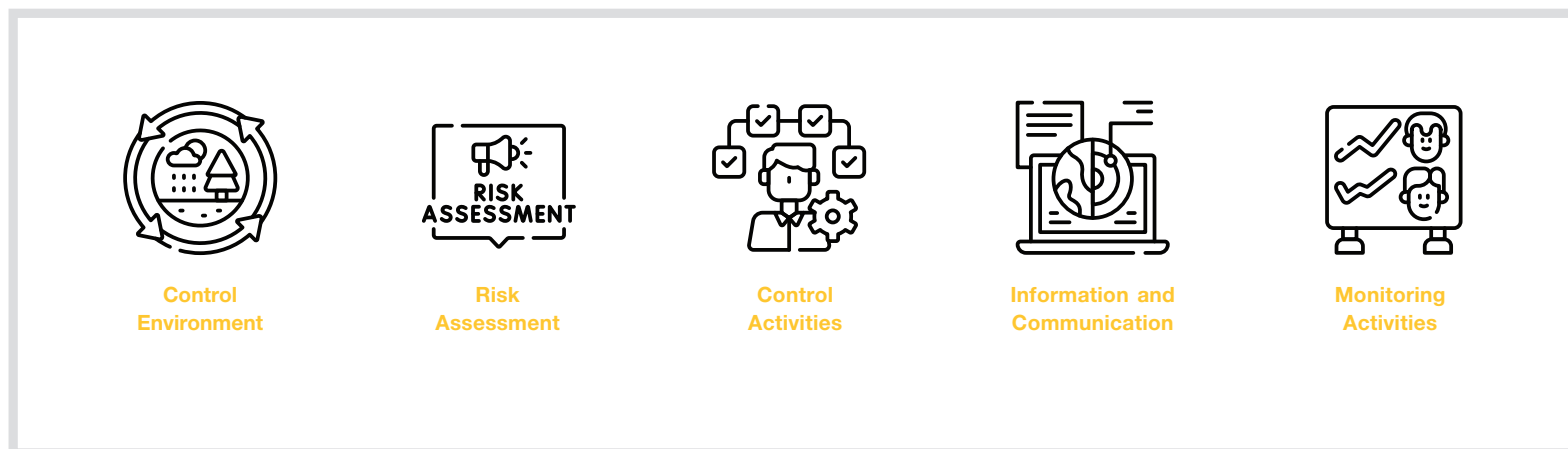 RISK
ASSESSMENT
Control
Environment
Risk
Assessment
Control
Activities
Information and
Communication
Monitoring
Activities